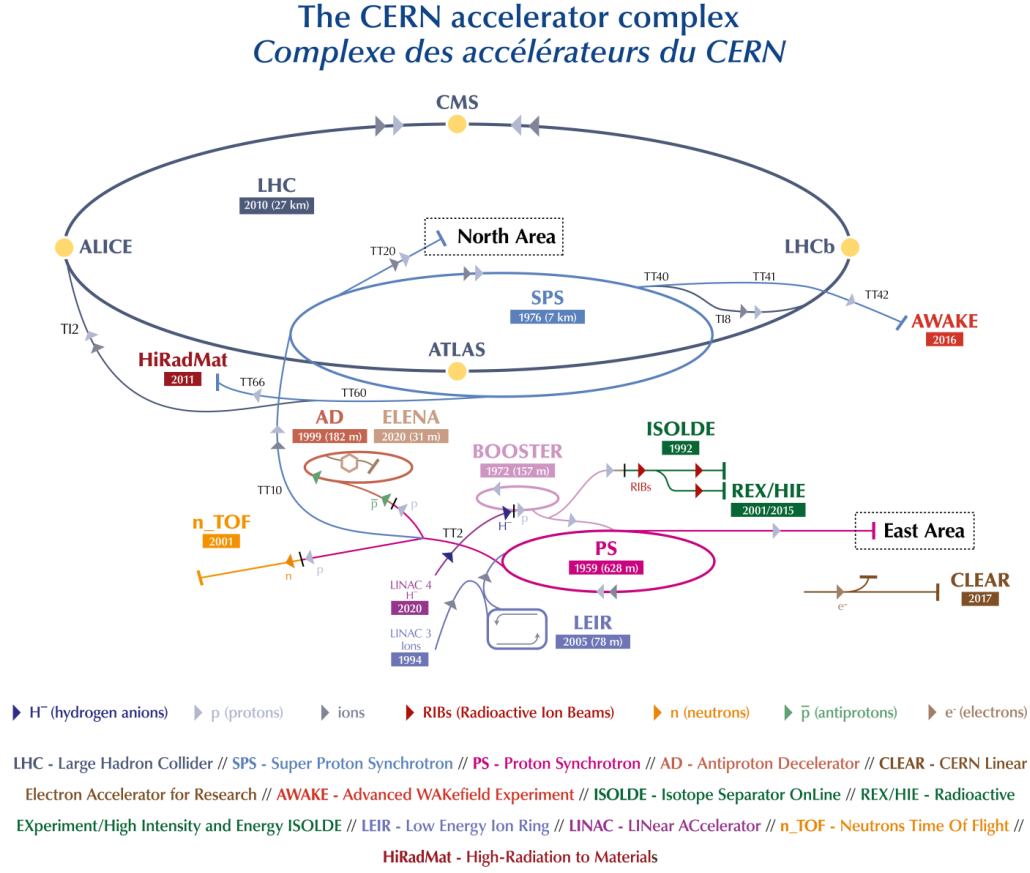 The CERN accelerator complex
Complexe des accélérateurs du CERN
CMS
LHC
2010 (27 km)
ALICE
TT20
North Area
LHCb
TT40
TT41
TT42
SPS
1976 (7 km)
TI2
TI8
AWAKE
2016
ATLAS
HiRadMat
2011
TT66
TT60
AD
1999 (182 m)
ELENA
2020 (31 m)
ISOLDE
1992
BOOSTER
1972 (157 m)
RIBs
REX/HIE
2001/2015
TT10
p̅
p
H⁻
p
n_TOF
2001
TT2
East Area
PS
1959 (628 m)
n
p
LINAC 4
H⁻
2020
CLEAR
2017
e⁻
LINAC 3
Ions
1994
LEIR
2005 (78 m)
H⁻ (hydrogen anions)
p (protons)
ions
RIBs (Radioactive Ion Beams)
n (neutrons)
p̅ (antiprotons)
e⁻ (electrons)
LHC - Large Hadron Collider // SPS - Super Proton Synchrotron // PS - Proton Synchrotron // AD - Antiproton Decelerator // CLEAR - CERN Linear
Electron Accelerator for Research // AWAKE - Advanced WAKefield Experiment // ISOLDE - Isotope Separator OnLine // REX/HIE - Radioactive
EXperiment/High Intensity and Energy ISOLDE // LEIR - Low Energy Ion Ring // LINAC - LINear ACcelerator // n_TOF - Neutrons Time Of Flight //
HiRadMat - High-Radiation to Materials